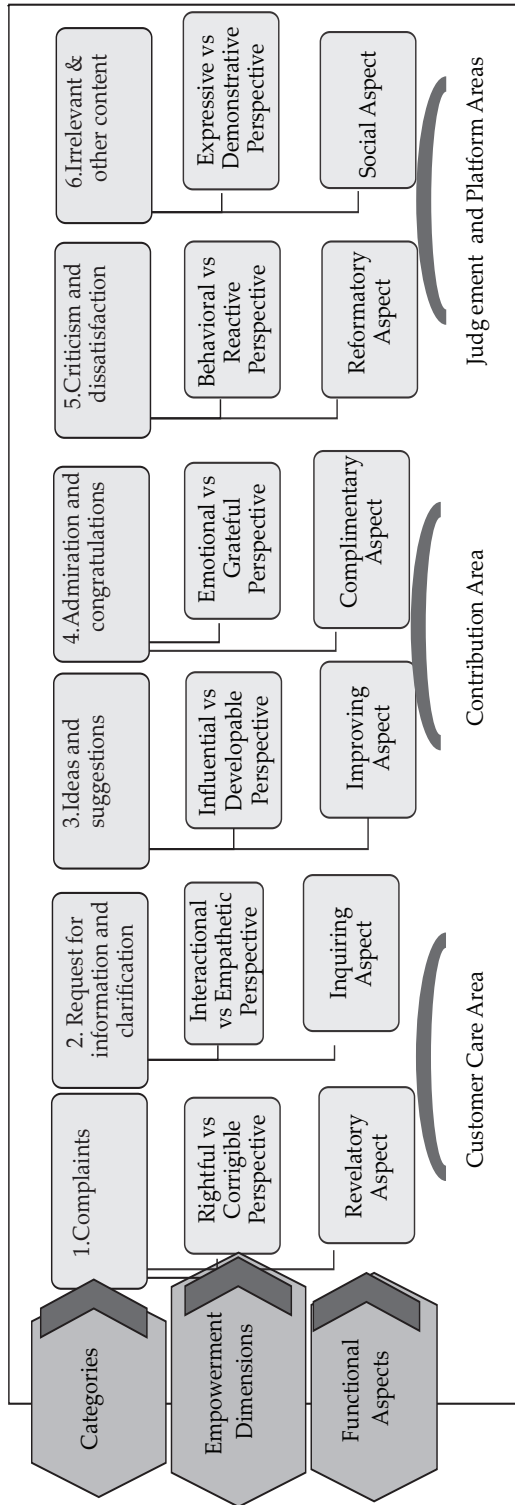 Categories
1.Complaints
2. Request for
information and
clarification
3.Ideas and
suggestions
4.Admiration and
congratulations
5.Criticism and
dissatisfaction
6.Irrelevant &
other content
Empowerment
Dimensions
Rightful vs
Corrigible
Perspective
Interactional
vs Empathetic
Perspective
Influential vs
Developable
Perspective
Emotional vs
Grateful
Perspective
Behavioral vs
Reactive
Perspective
Expressive vs
Demonstrative
Perspective
Functional
Aspects
Revelatory
Aspect
Inquiring
Aspect
Improving
Aspect
Complimentary
Aspect
Reformatory
Aspect
Social Aspect
Customer Care Area
Contribution Area
Judgement and Platform Areas